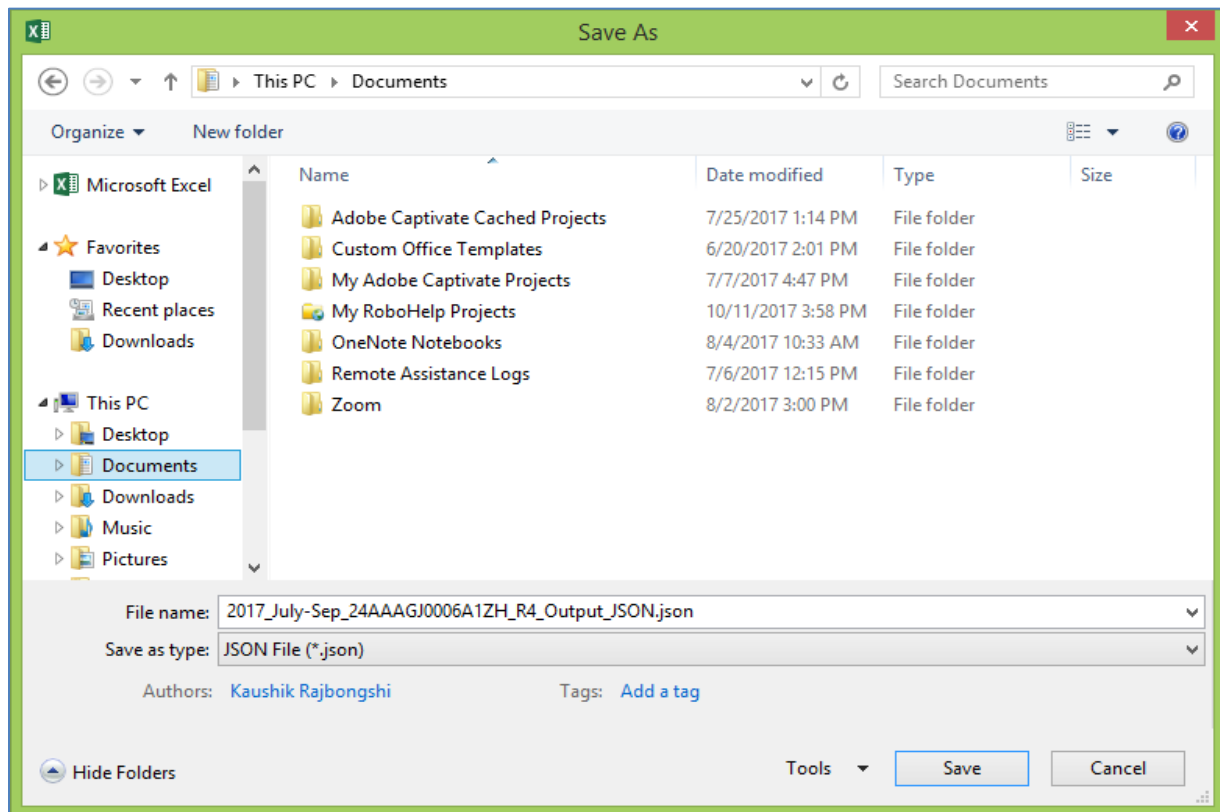 Save As
This PC Documents Search Documents
Organize New folder
Microsoft Excel
Favorites
Desktop
Recent places
Downloads
This PC
Desktop
Documents
Downloads
Music
Pictures
Name Date modified Type Size
Adobe Captivate Cached Projects 7/25/2017 1:14 PM File folder
Custom Office Templates 6/20/2017 2:01 PM File folder
My Adobe Captivate Projects 7/7/2017 4:47 PM File folder
My RoboHelp Projects 10/11/2017 3:58 PM File folder
OneNote Notebooks 8/4/2017 10:33 AM File folder
Remote Assistance Logs 7/6/2017 12:15 PM File folder
Zoom 8/2/2017 3:00 PM File folder
File name: 2017_July-Sep_24AAAGJ0006A1ZH_R4_Output_JSON.json
Save as type: JSON File (*.json)
Authors: Kaushik Rajbongshi Tags: Add a tag
Hide Folders Tools Save Cancel